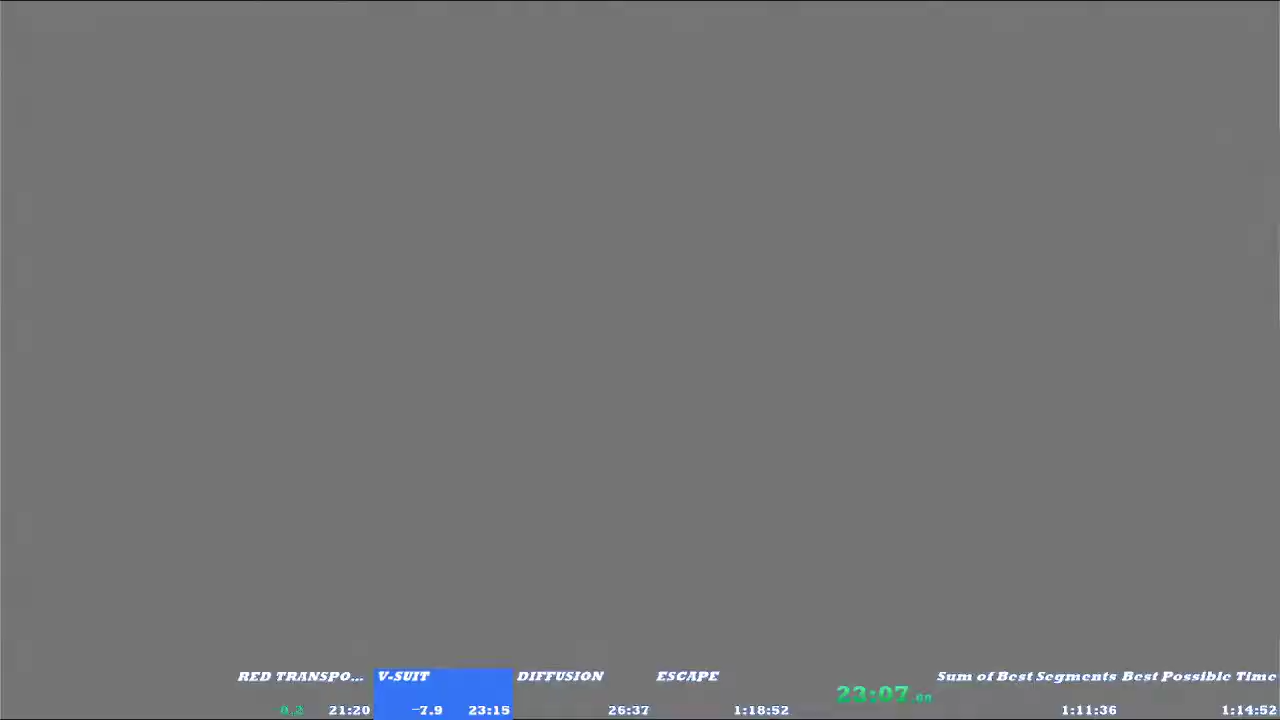 RED TRANSPO... V-SUIT DIFFUSION ESCAPE Sum of Best Segments Best Possible Time
21:20 -7.9 23:15 26:37 1:18:52 23:07 1:11:36 1:14:52